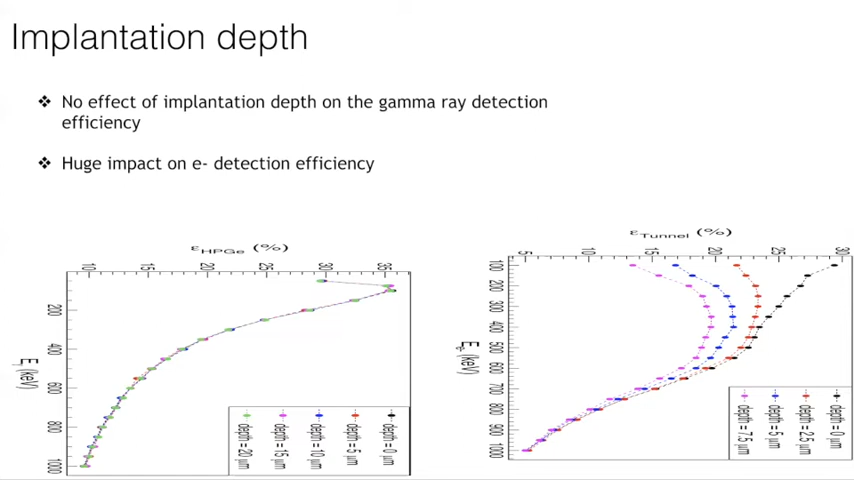 Implantation depth
❖ No effect of implantation depth on the gamma ray detection
efficiency
❖ Huge impact on e- detection efficiency
ε_HPGe (%)
10 15 20 25 30 35
200
400
600
800
1000
E_γ (keV)
depth = 0 μm
depth = 5 μm
depth = 10 μm
depth = 15 μm
depth = 20 μm
ε_Tunnel (%)
5 10 15 20 25 30
100
200
300
400
500
600
700
800
900
1000
E_e- (keV)
depth = 0 μm
depth = 2.5 μm
depth = 5 μm
depth = 7.5 μm